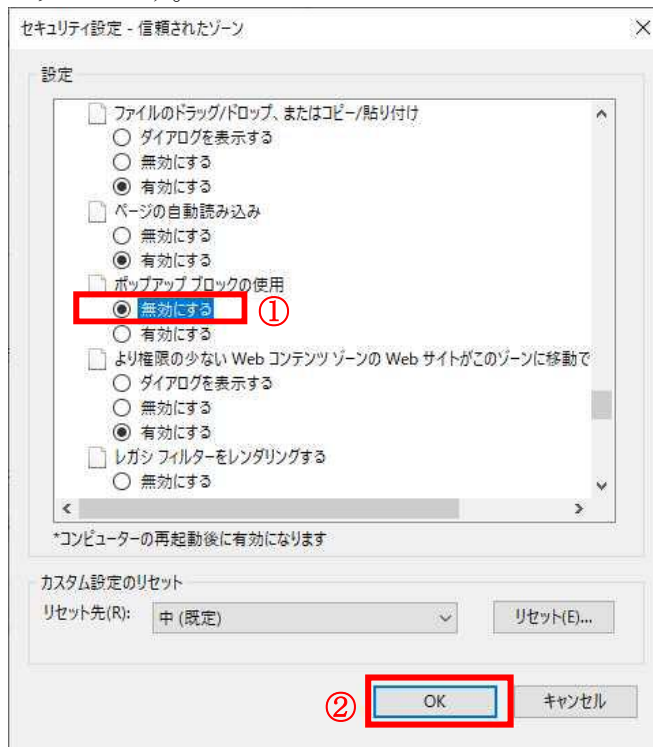 セキュリティ設定 - 信頼されたゾーン
設定
ファイルのドラッグ/ドロップ、またはコピー/貼り付け
ダイアログを表示する
無効にする
有効にする
ページの自動読み込み
無効にする
有効にする
ポップアップ ブロックの使用
無効にする ①
有効にする
より権限の少ない Web コンテンツ ゾーンの Web サイトがこのゾーンに移動で
ダイアログを表示する
無効にする
有効にする
レガシ フィルターをレンダリングする
無効にする
*コンピューターの再起動後に有効になります
カスタム設定のリセット
リセット先(R): 中 (既定) リセット(E)...
② OK キャンセル